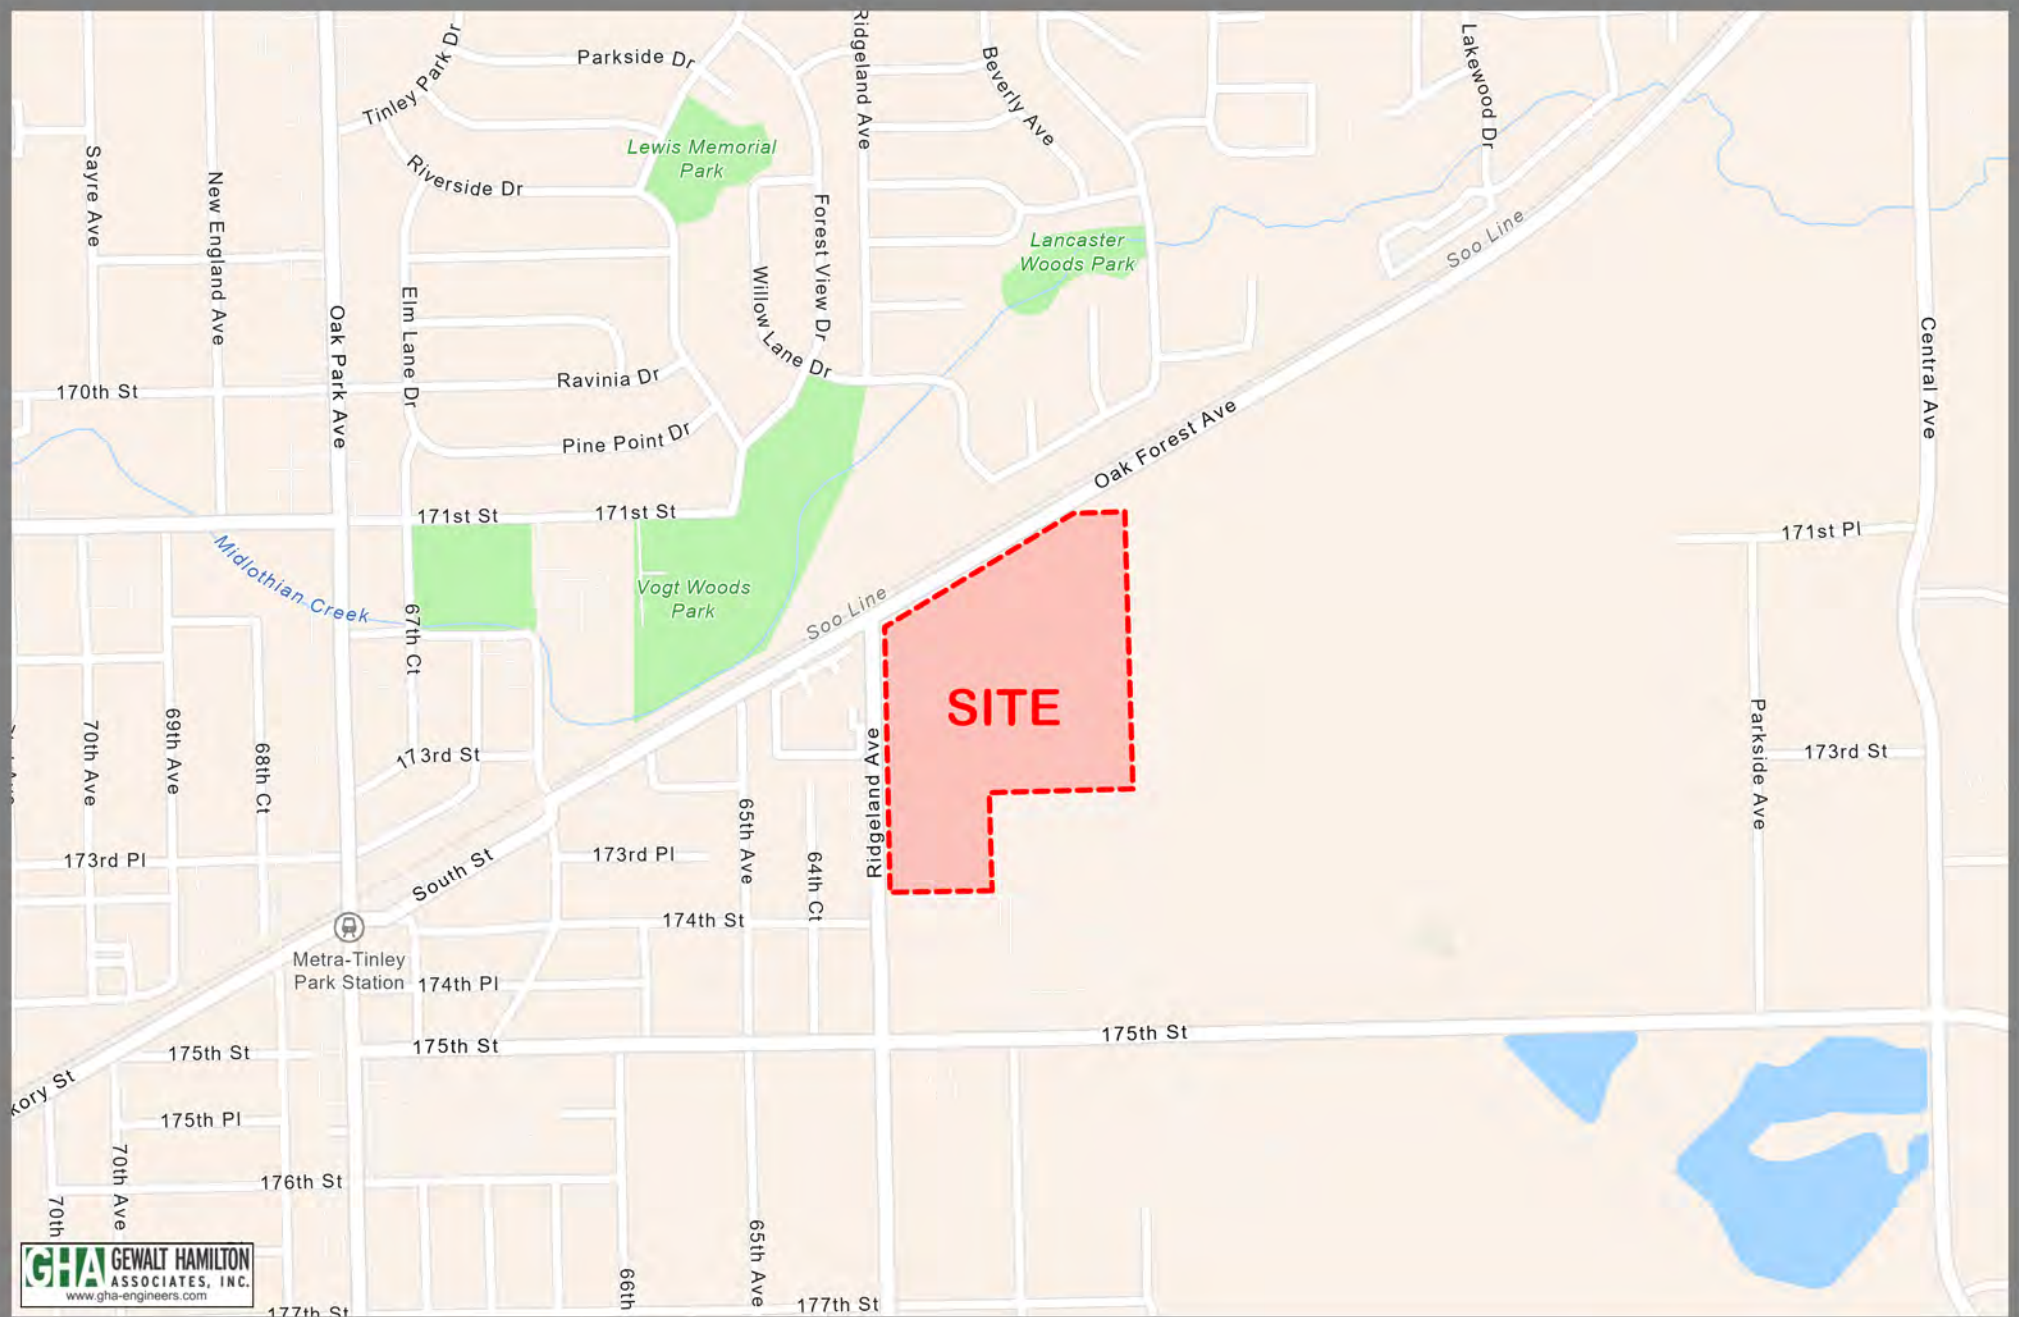 Parkside Dr
Tinley Park Dr
Ridgeland Ave
Beverly Ave
Lakewood Dr
Lewis Memorial
Park
Riverside Dr
Sayre Ave
New England Ave
Forest View Dr
Lancaster
Woods Park
Soo Line
Willow Lane Dr
Elm Lane Dr
Oak Park Ave
Central Ave
170th St
Ravinia Dr
Pine Point Dr
Oak Forest Ave
171st St
171st St
171st Pl
Midlothian Creek
Vogt Woods
Park
Soo Line
67th Ct
SITE
70th Ave
69th Ave
68th Ct
173rd St
Ridgeland Ave
Parkside Ave
173rd St
65th Ave
64th Ct
173rd Pl
173rd Pl
South St
174th St
Metra-Tinley
Park Station
174th Pl
175th St
175th St
175th St
175th Pl
70th Ave
176th St
70th
65th Ave
66th
177th St
177th St
GHA
GEWALT HAMILTON
ASSOCIATES, INC.
www.gha-engineers.com